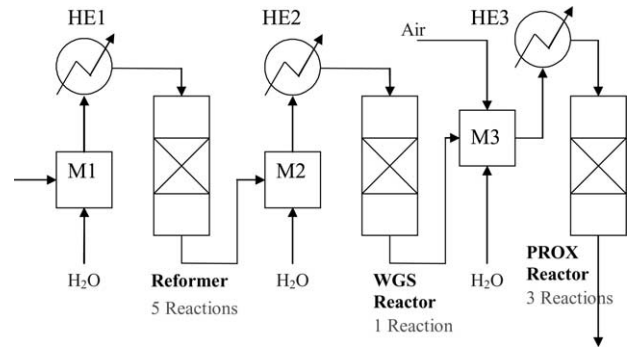 HE1
HE2
HE3
Air
M1
M2
M3
H₂O
Reformer
5 Reactions
H₂O
WGS
Reactor
1 Reaction
H₂O
PROX
Reactor
3 Reactions